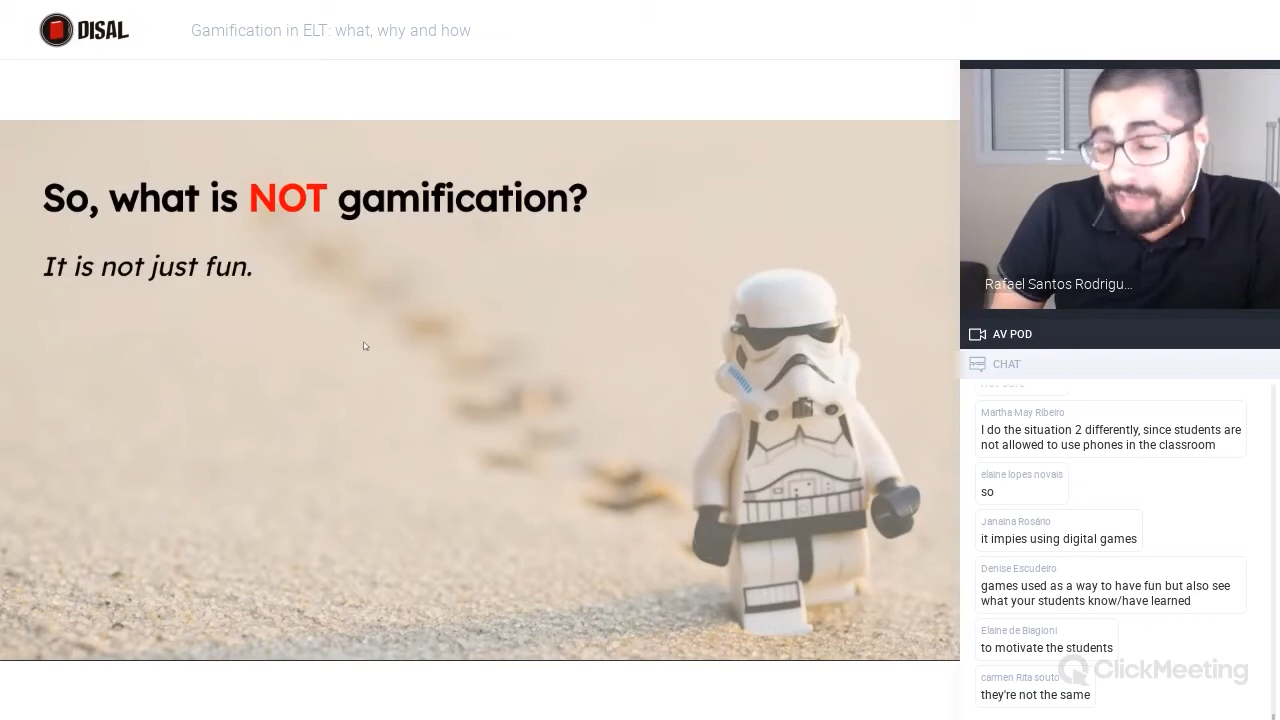 DISAL
Gamification in ELT: what, why and how
So, what is NOT gamification?
It is not just fun.
Rafael Santos Rodrigu...
AV POD
CHAT
not sure
Martha May Ribeiro
I do the situation 2 differently, since students are
not allowed to use phones in the classroom
elaine lopes novais
so
Janaina Rosário
it impies using digital games
Denise Escudeiro
games used as a way to have fun but also see
what your students know/have learned
Elaine de Biagioni
to motivate the students
carmen Rita souto
they're not the same
ClickMeeting